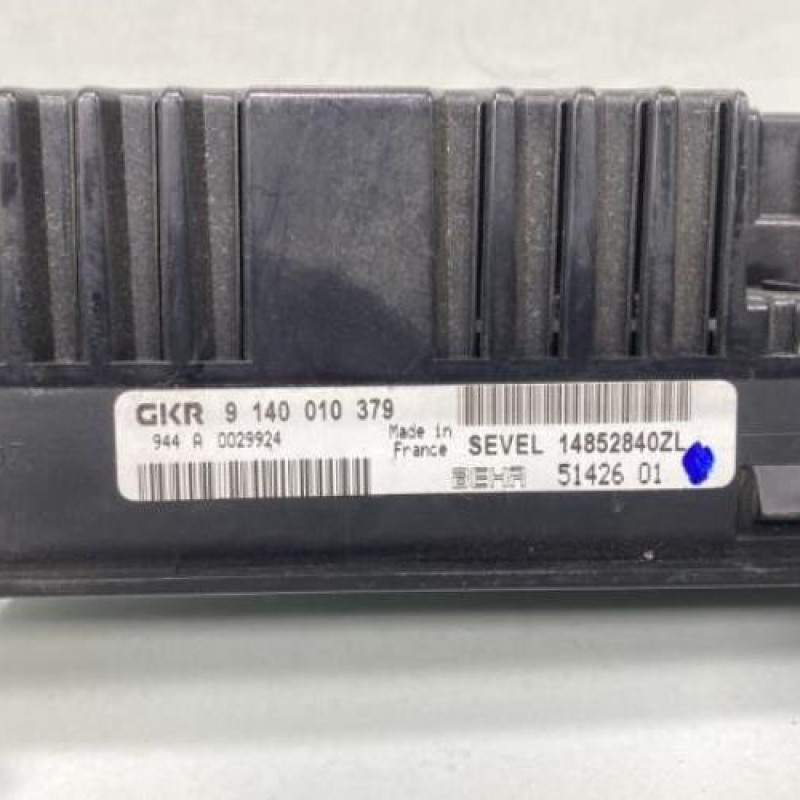 GKR 9 140 010 379
944 A 0029924
Made in
France
SEVEL 14852840ZL
BEHR 51426 01